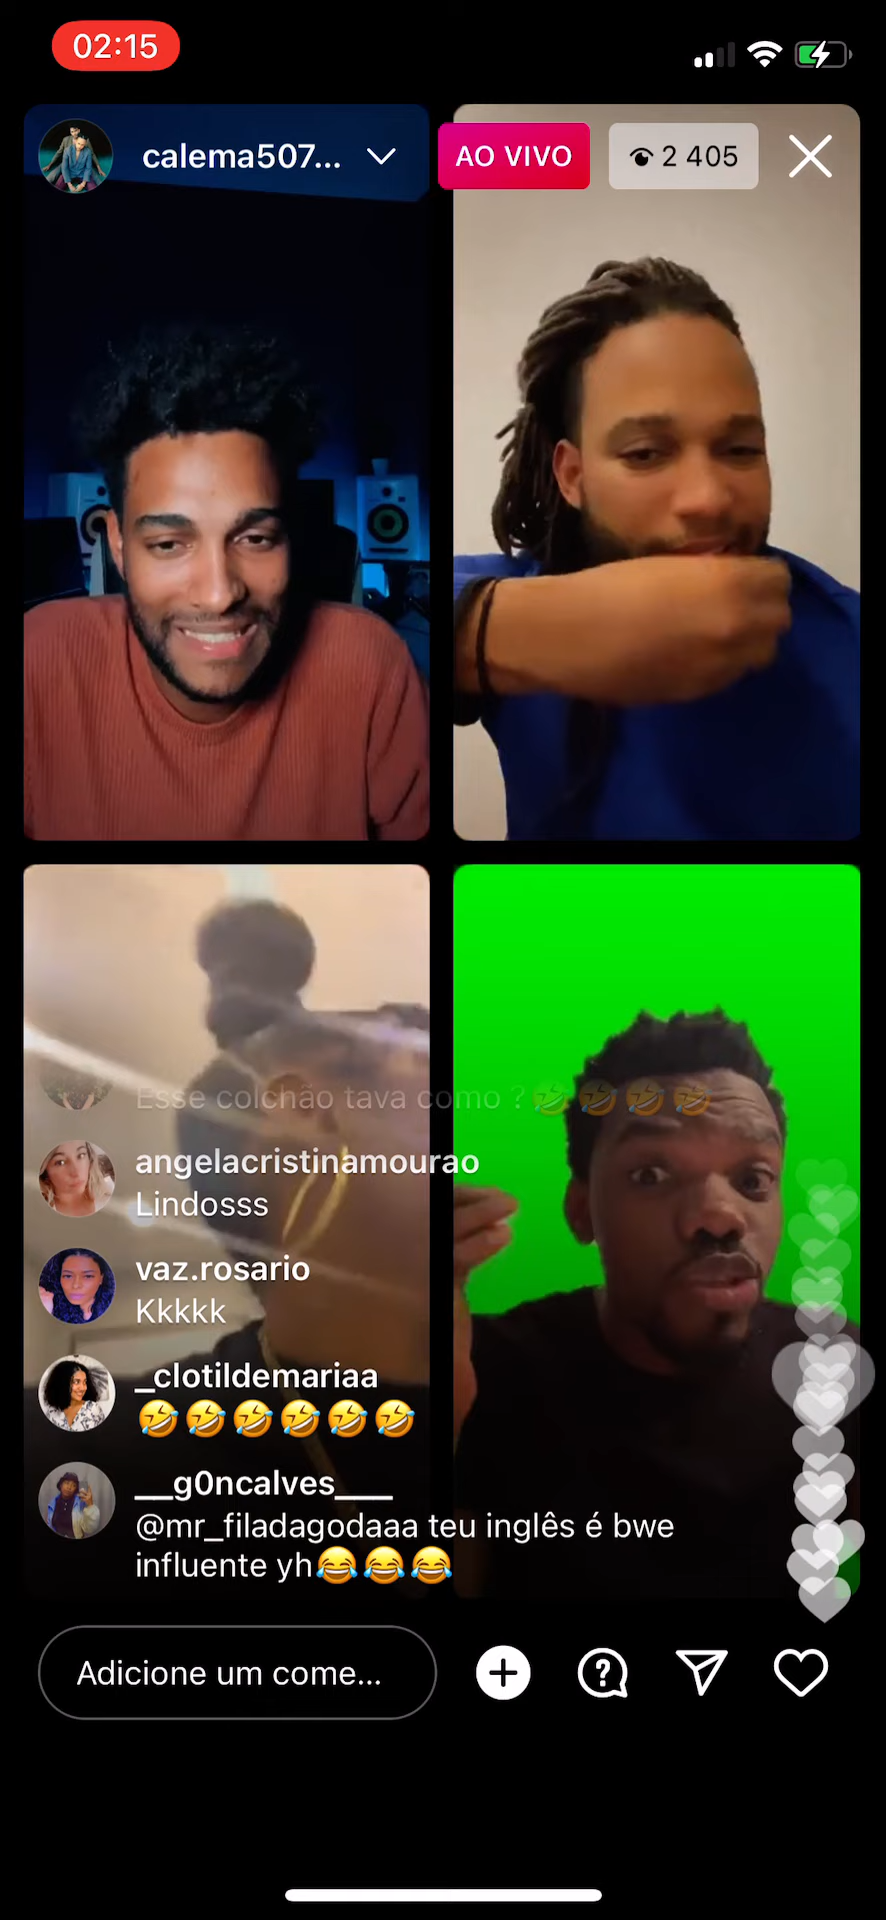 02:15
calema507...
AO VIVO
2 405
Esse colchão tava como ?🤣🤣🤣🤣
angelacristinamourao
Lindosss
vaz.rosario
Kkkkk
_clotildemariaa
🤣🤣🤣🤣🤣🤣
__g0ncalves____
@mr_filadagodaaa teu inglês é bwe
influente yh😂😂😂
Adicione um come...